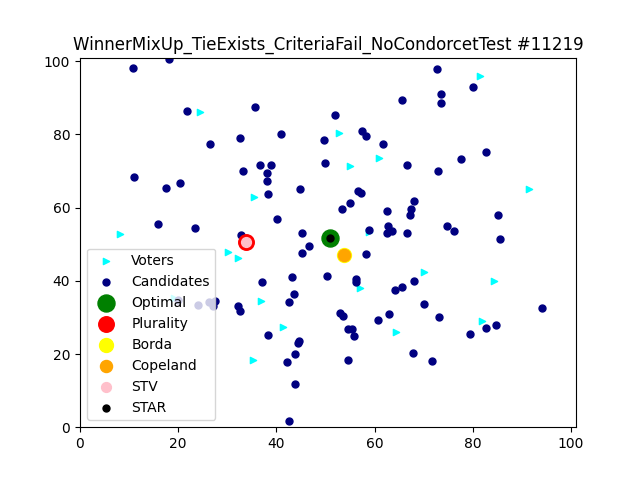 WinnerMixUp_TieExists_CriteriaFail_NoCondorcetTest #11219
100
80
60
40
20
0
Voters
Candidates
Optimal
Plurality
Borda
Copeland
STV
STAR
0 20 40 60 80 100